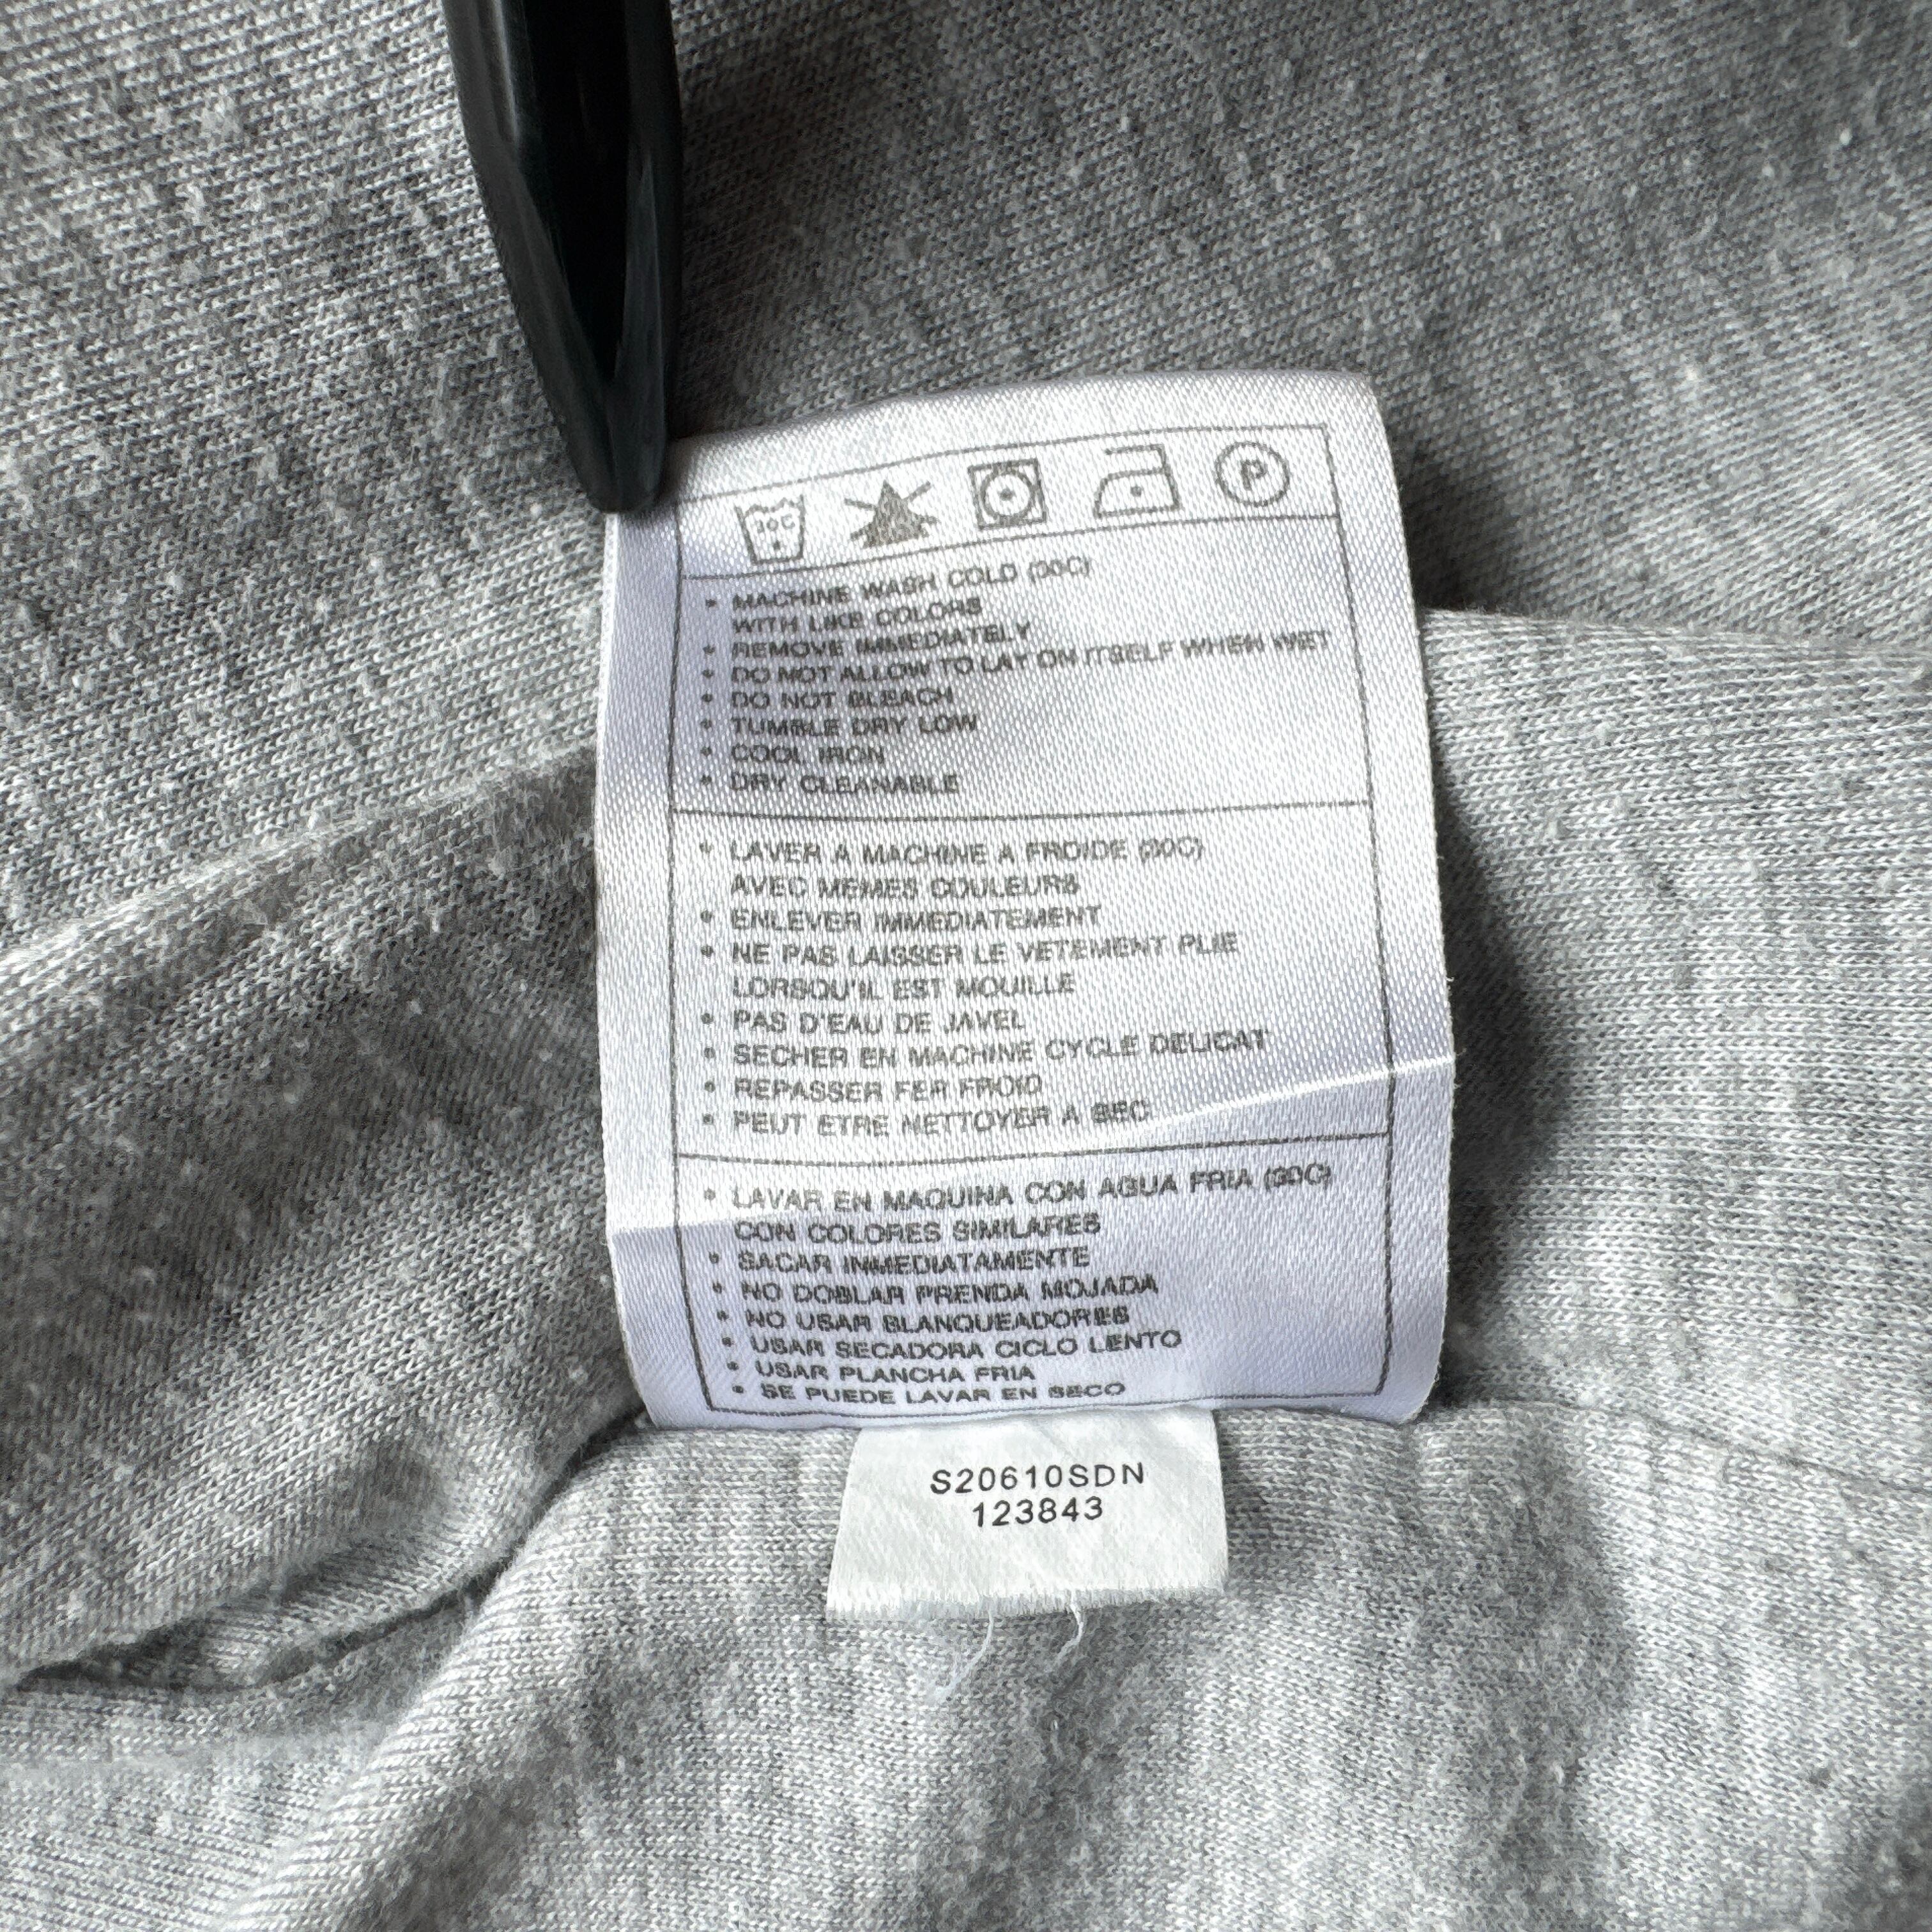 30C
P
• MACHINE WASH COLD (30C)
WITH LIKE COLORS
• REMOVE IMMEDIATELY
• DO NOT ALLOW TO LAY ON ITSELF WHEN WET
• DO NOT BLEACH
• TUMBLE DRY LOW
• COOL IRON
• DRY CLEANABLE
• LAVER A MACHINE A FROIDE (30C)
AVEC MEMES COULEURS
• ENLEVER IMMEDIATEMENT
• NE PAS LAISSER LE VETEMENT PLIE
LORSQU'IL EST MOUILLE
• PAS D'EAU DE JAVEL
• SECHER EN MACHINE CYCLE DELICAT
• REPASSER FER FROID
• PEUT ETRE NETTOYER A SEC
• LAVAR EN MAQUINA CON AGUA FRIA (30C)
CON COLORES SIMILARES
• SACAR INMEDIATAMENTE
• NO DOBLAR PRENDA MOJADA
• NO USAR BLANQUEADORES
• USAR SECADORA CICLO LENTO
• USAR PLANCHA FRIA
• SE PUEDE LAVAR EN SECO
S20610SDN
123843